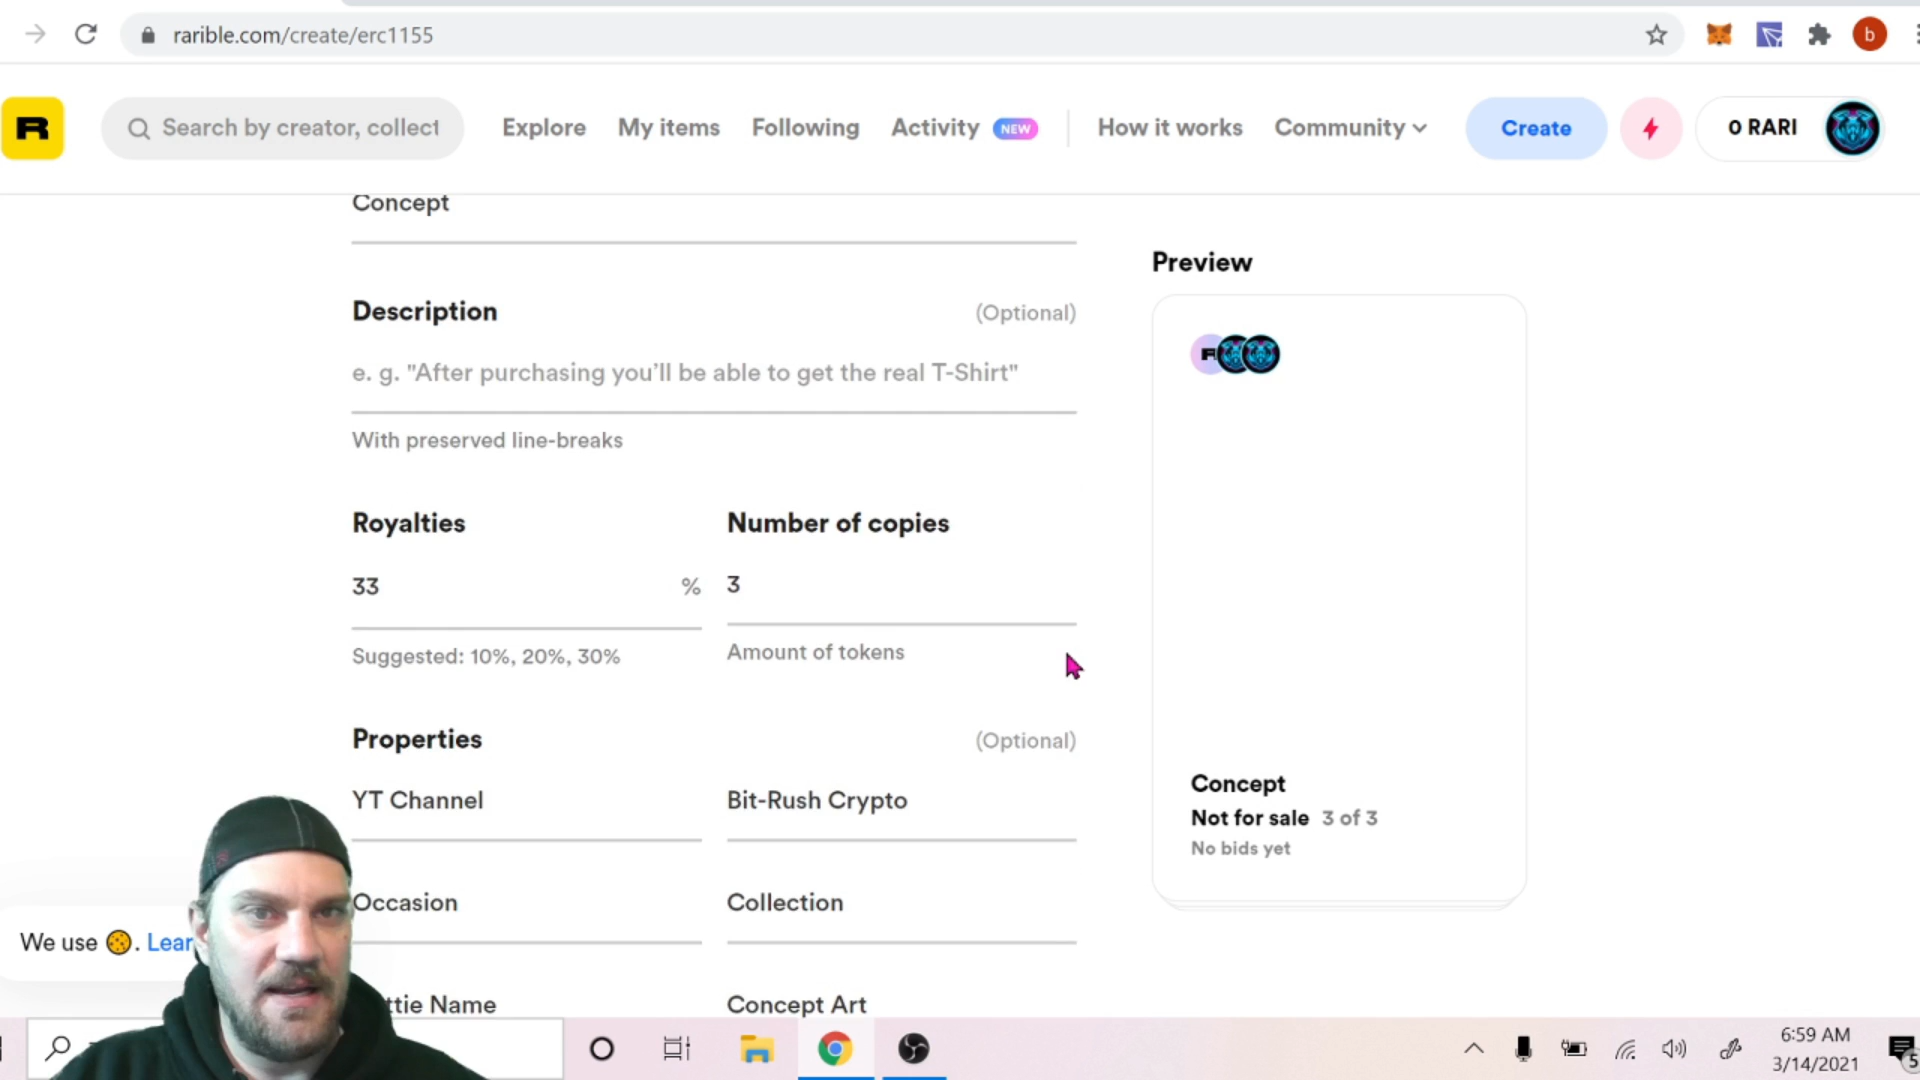 rarible.com/create/erc1155
b
R
Search by creator, collect
Explore
My items
Following
Activity
NEW
How it works
Community
Create
0 RARI
Concept
Description
(Optional)
e. g. "After purchasing you'll be able to get the real T-Shirt"
With preserved line-breaks
Royalties
Number of copies
33
%
3
Suggested: 10%, 20%, 30%
Amount of tokens
Properties
(Optional)
YT Channel
Bit-Rush Crypto
Occasion
Collection
ttie Name
Concept Art
Preview
R
Concept
Not for sale 3 of 3
No bids yet
We use . Lear
6:59 AM
3/14/2021
5